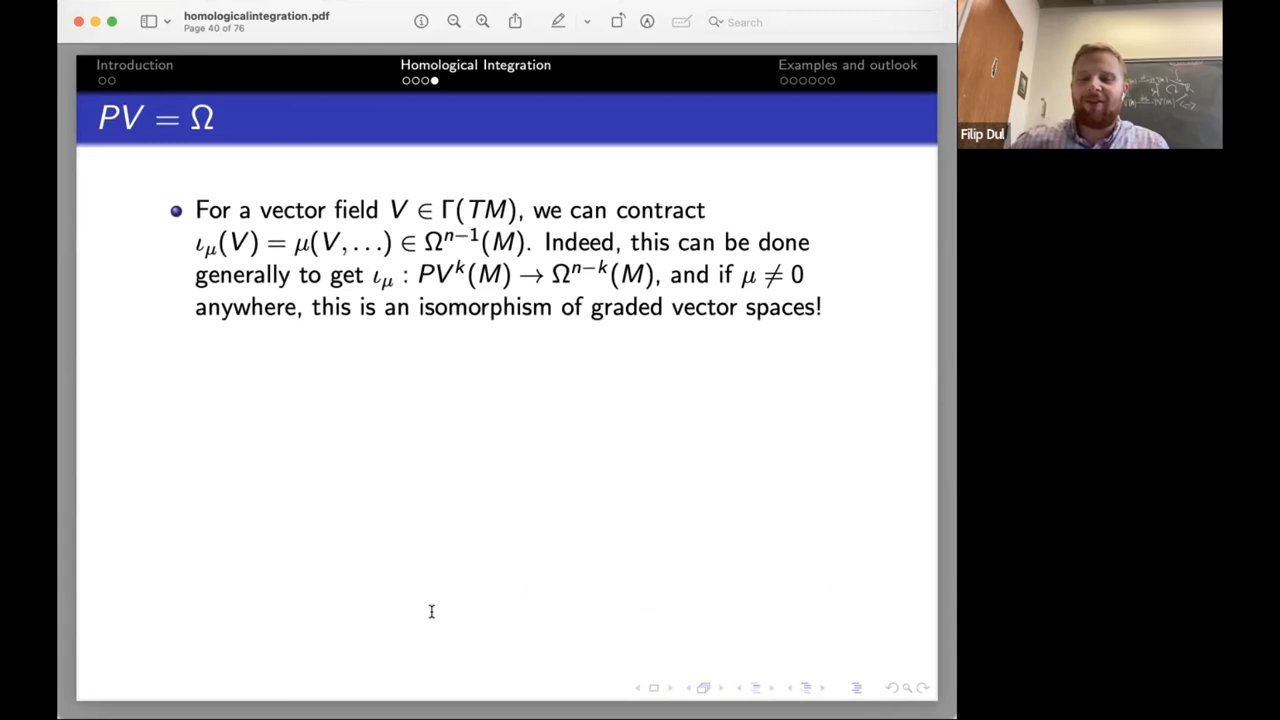 homologicalintegration.pdf
Page 40 of 76
Search
Introduction
Homological Integration
Examples and outlook
PV = Ω
For a vector field V ∈ Γ(TM), we can contract
ι_μ(V) = μ(V, . . .) ∈ Ω^{n−1}(M). Indeed, this can be done
generally to get ι_μ : PV^k(M) → Ω^{n−k}(M), and if μ ≠ 0
anywhere, this is an isomorphism of graded vector spaces!
Filip Dul